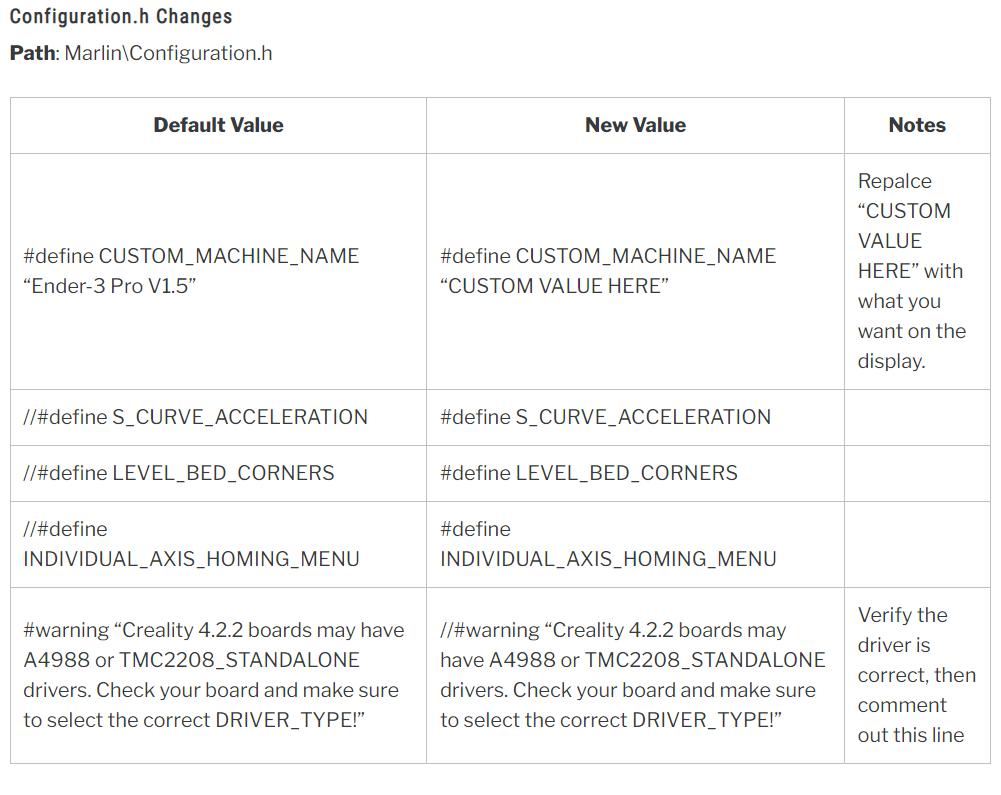 Configuration.h Changes
Path: Marlin\Configuration.h
Default Value
New Value
Notes
#define CUSTOM_MACHINE_NAME
“Ender-3 Pro V1.5”
#define CUSTOM_MACHINE_NAME
“CUSTOM VALUE HERE”
Repalce
“CUSTOM
VALUE
HERE” with
what you
want on the
display.
//#define S_CURVE_ACCELERATION
#define S_CURVE_ACCELERATION
//#define LEVEL_BED_CORNERS
#define LEVEL_BED_CORNERS
//#define
INDIVIDUAL_AXIS_HOMING_MENU
#define
INDIVIDUAL_AXIS_HOMING_MENU
#warning “Creality 4.2.2 boards may have
A4988 or TMC2208_STANDALONE
drivers. Check your board and make sure
to select the correct DRIVER_TYPE!”
//#warning “Creality 4.2.2 boards may
have A4988 or TMC2208_STANDALONE
drivers. Check your board and make sure
to select the correct DRIVER_TYPE!”
Verify the
driver is
correct, then
comment
out this line